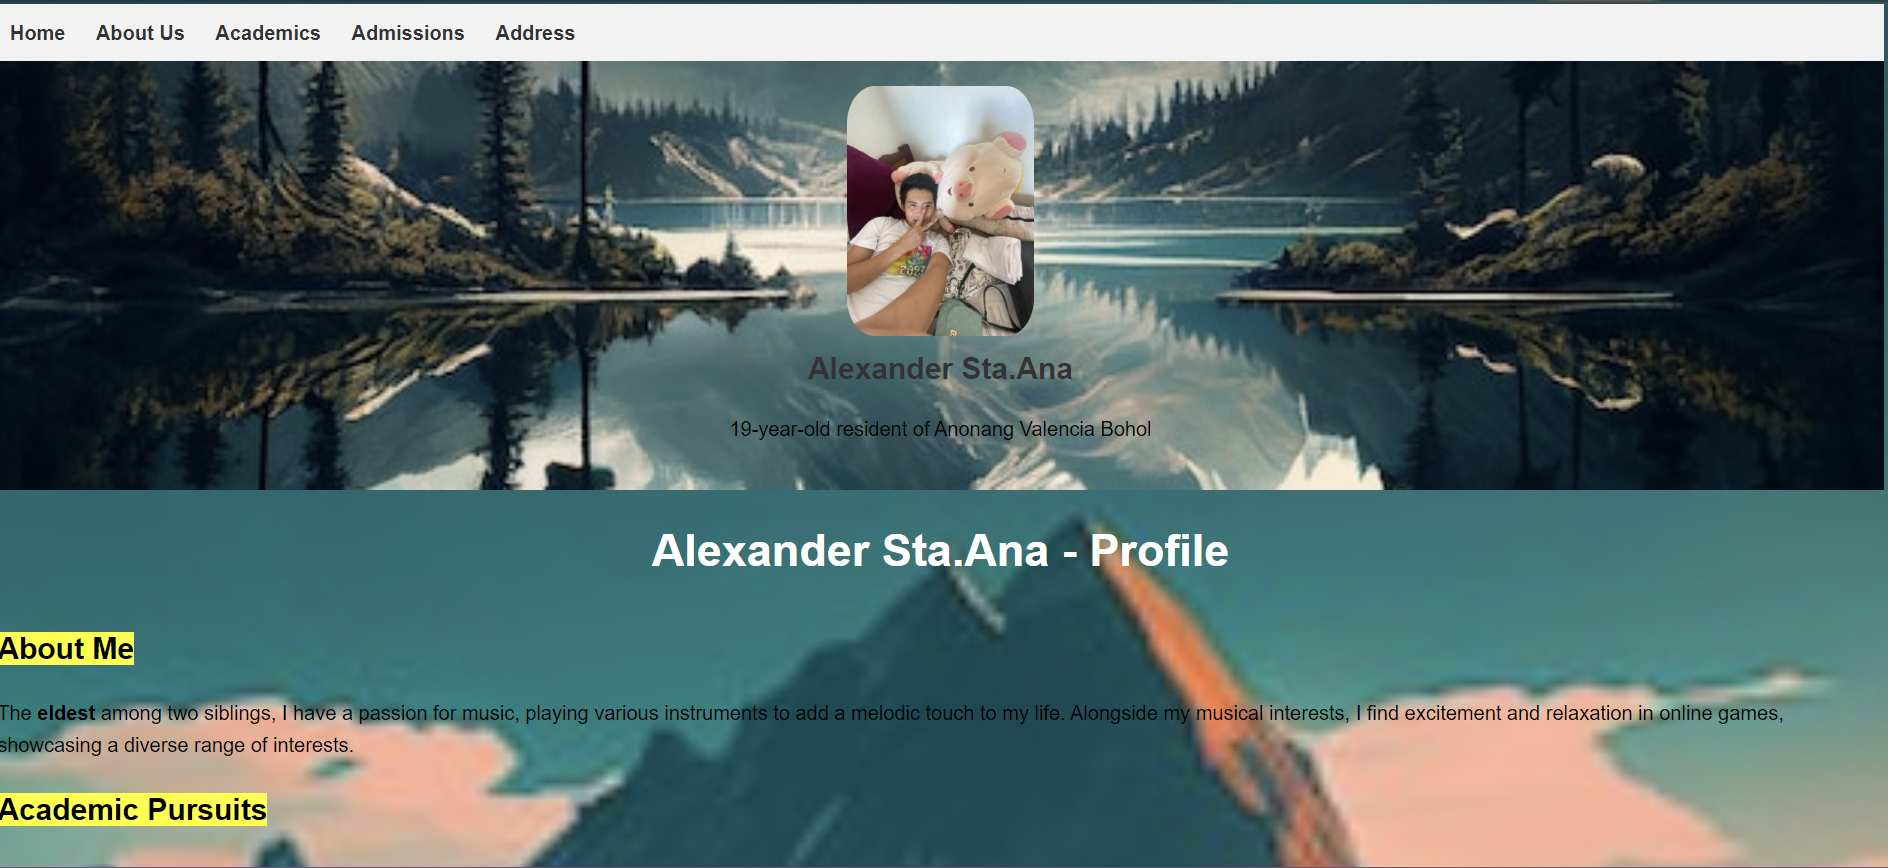 Home About Us Academics Admissions Address
Alexander Sta.Ana
19-year-old resident of Anonang Valencia Bohol
Alexander Sta.Ana - Profile
About Me
The eldest among two siblings, I have a passion for music, playing various instruments to add a melodic touch to my life. Alongside my musical interests, I find excitement and relaxation in online games,
showcasing a diverse range of interests.
Academic Pursuits